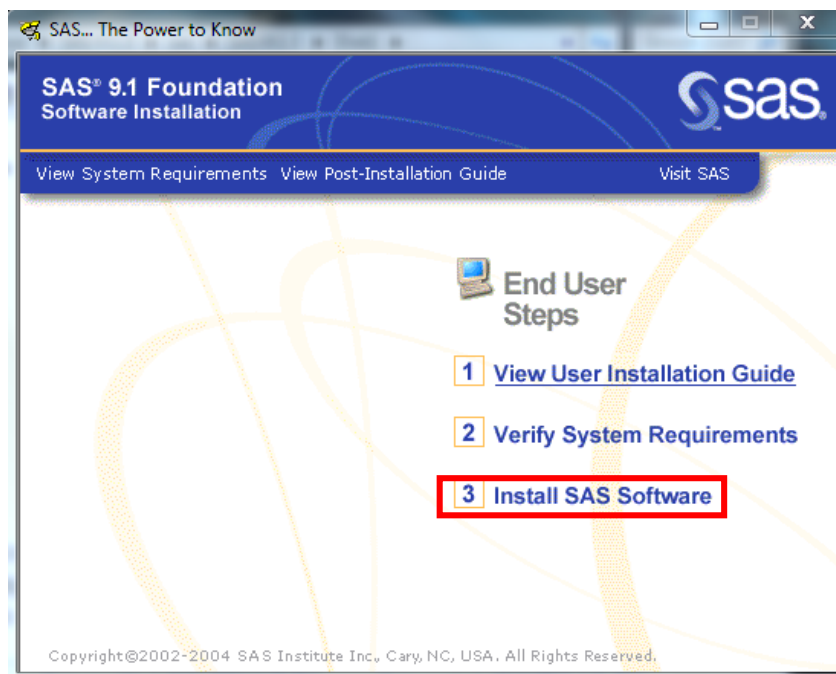 SAS... The Power to Know
SAS® 9.1 Foundation
Software Installation
sas.
View System Requirements View Post-Installation Guide Visit SAS
End User
Steps
1 View User Installation Guide
2 Verify System Requirements
3 Install SAS Software
Copyright©2002-2004 SAS Institute Inc., Cary, NC, USA. All Rights Reserved.